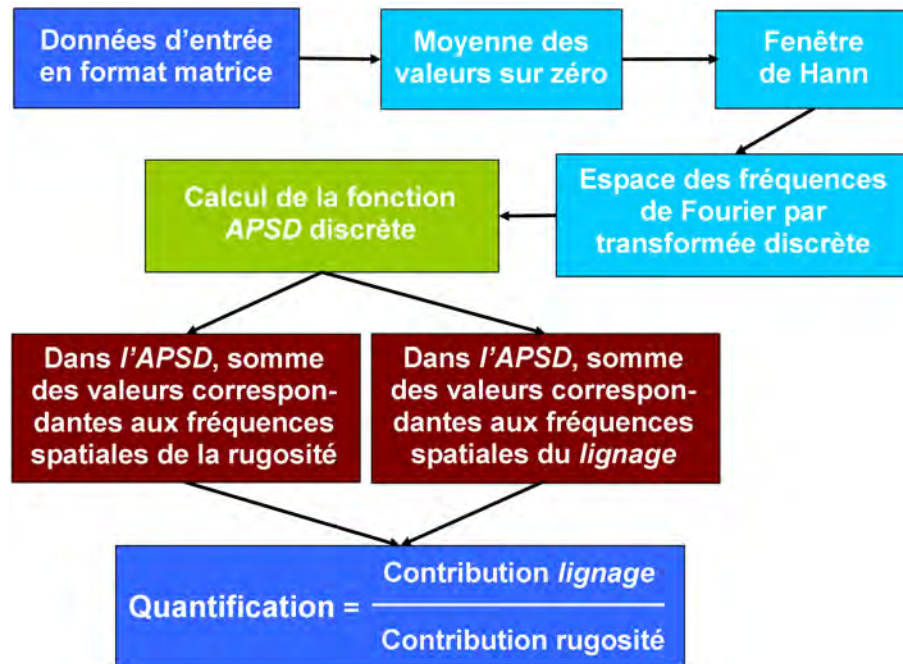 Données d'entrée
en format matrice
Moyenne des
valeurs sur zéro
Fenêtre
de Hann
Calcul de la fonction
APSD discrète
Espace des fréquences
de Fourier par
transformée discrète
Dans l'APSD, somme
des valeurs correspon-
dantes aux fréquences
spatiales de la rugosité
Dans l'APSD, somme
des valeurs correspon-
dantes aux fréquences
spatiales du lignage
Quantification =
Contribution lignage
Contribution rugosité